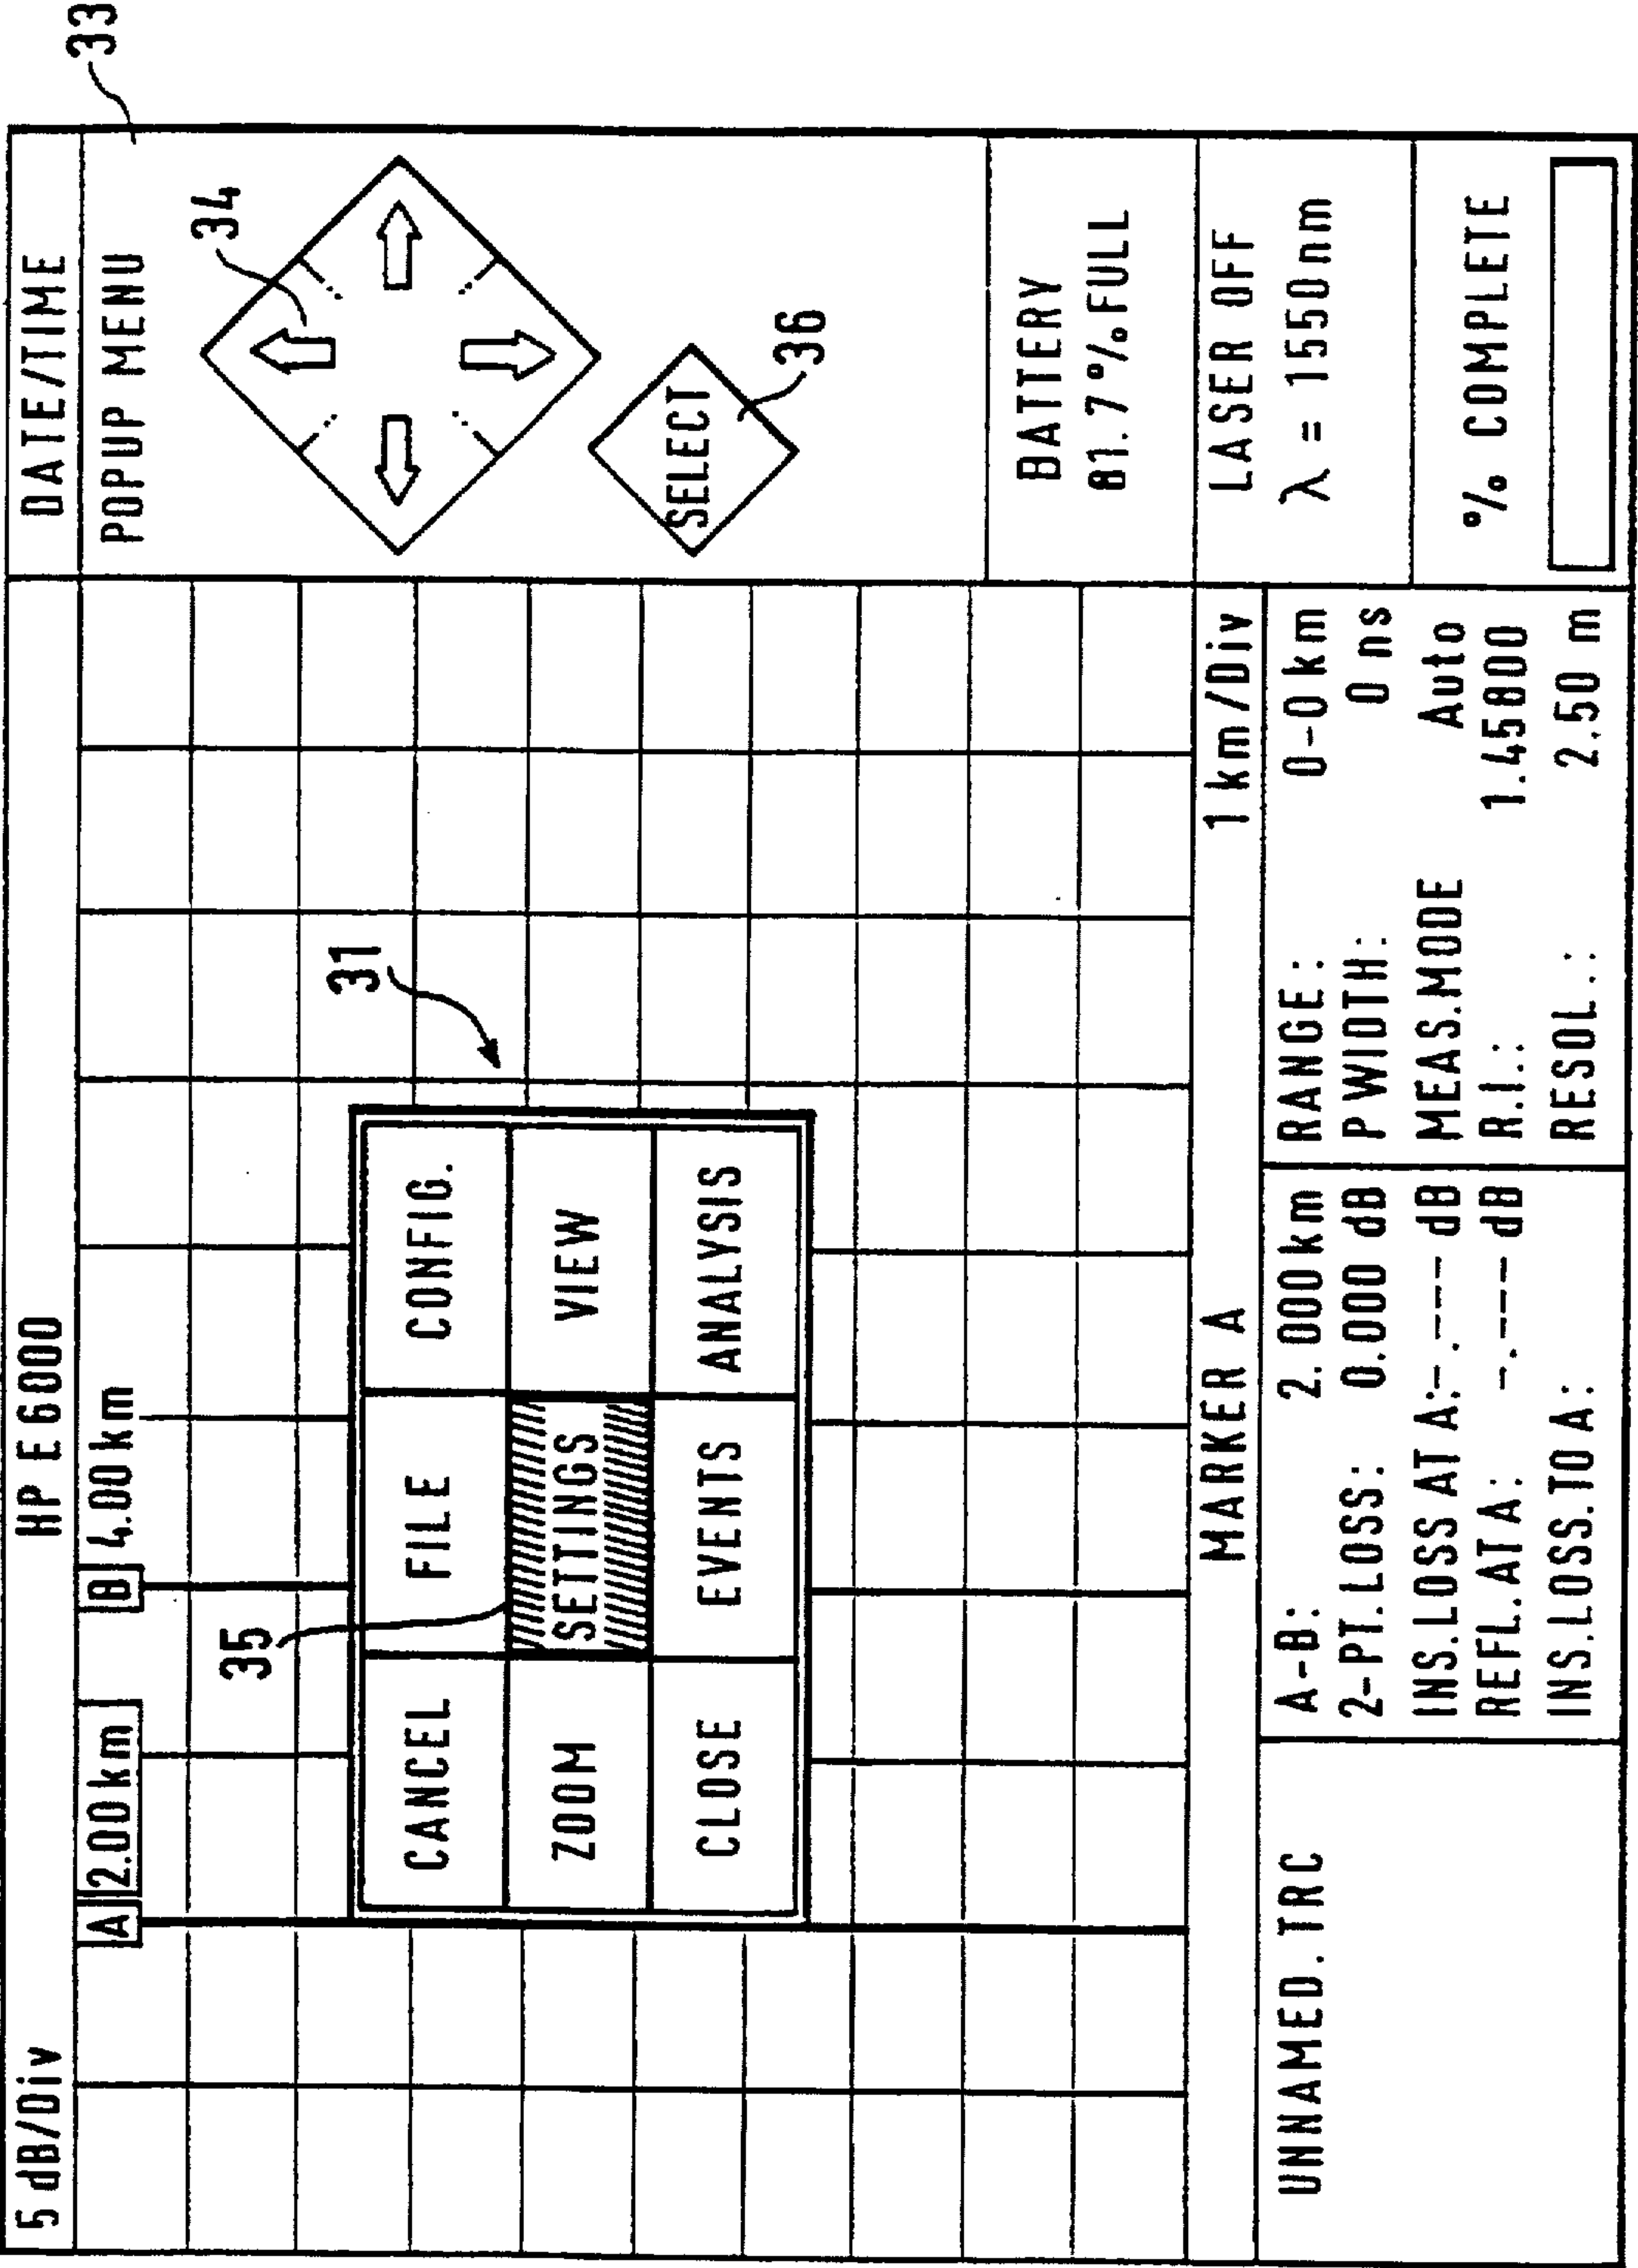 5 dB/Div HP E6000 DATE/TIME
A 2.00km B 4.00km
POPUP MENU
33
34
SELECT
36
31
35
CANCEL FILE CONFIG.
ZOOM SETTINGS VIEW
CLOSE EVENTS ANALYSIS
BATTERY
81.7%FULL
LASER OFF
λ = 1550nm
% COMPLETE
MARKER A 1km/Div
UNNAMED.TRC
A-B: 2.000km
2-PT.LOSS: 0.000 dB
INS.LOSS AT A:-.--- dB
REFL.AT A: -.--- dB
INS.LOSS.TO A:
RANGE: 0-0km
P WIDTH: 0 ns
MEAS.MODE Auto
R.I.: 1.45800
RESOL.: 2.50 m